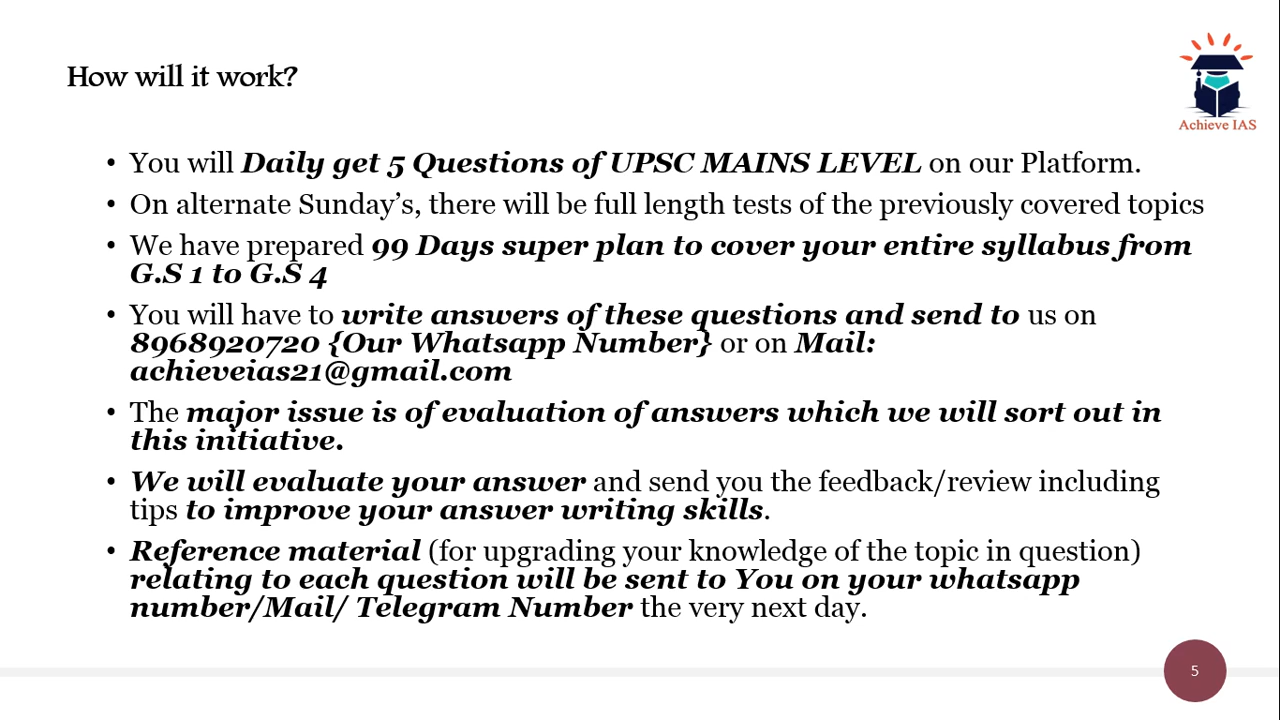 How will it work?
Achieve IAS
• You will Daily get 5 Questions of UPSC MAINS LEVEL on our Platform.
• On alternate Sunday’s, there will be full length tests of the previously covered topics
• We have prepared 99 Days super plan to cover your entire syllabus from
G.S 1 to G.S 4
• You will have to write answers of these questions and send to us on
8968920720 {Our Whatsapp Number} or on Mail:
achieveias21@gmail.com
• The major issue is of evaluation of answers which we will sort out in
this initiative.
• We will evaluate your answer and send you the feedback/review including
tips to improve your answer writing skills.
• Reference material (for upgrading your knowledge of the topic in question)
relating to each question will be sent to You on your whatsapp
number/Mail/ Telegram Number the very next day.
5